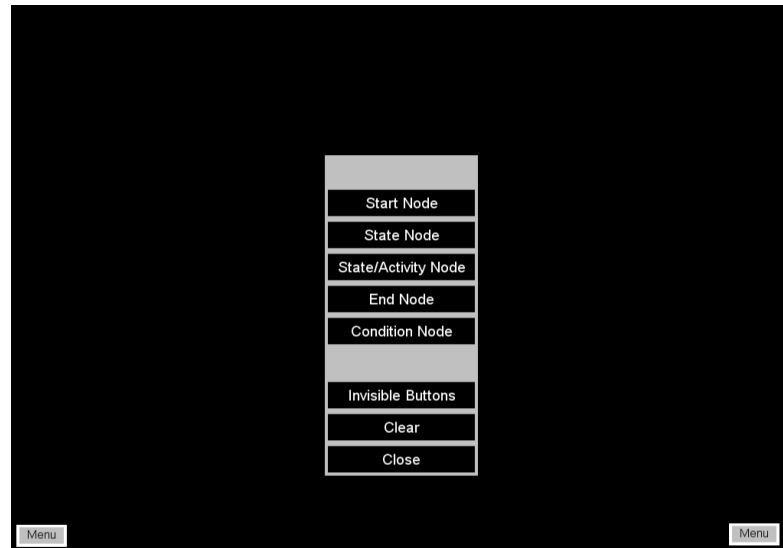 Start Node
State Node
State/Activity Node
End Node
Condition Node
Invisible Buttons
Clear
Close
Menu
Menu